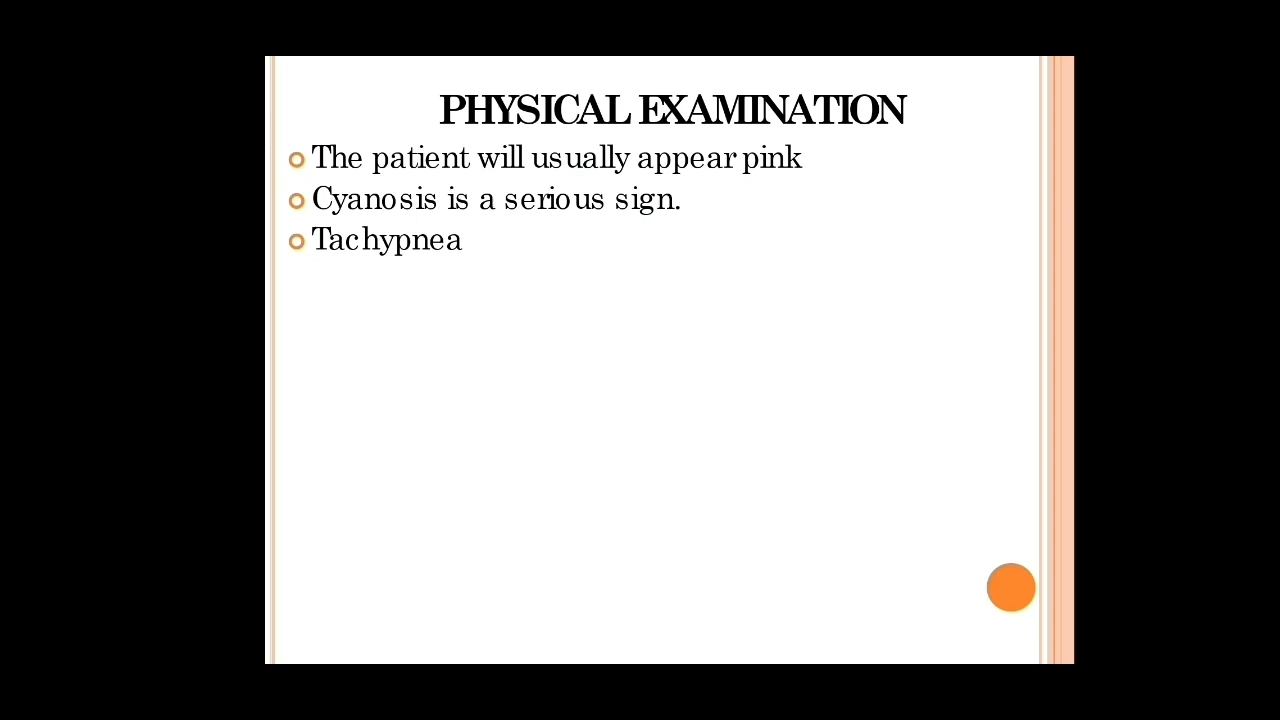 PHYSICAL EXAMINATION
The patient will usually appear pink
Cyanosis is a serious sign.
Tachypnea